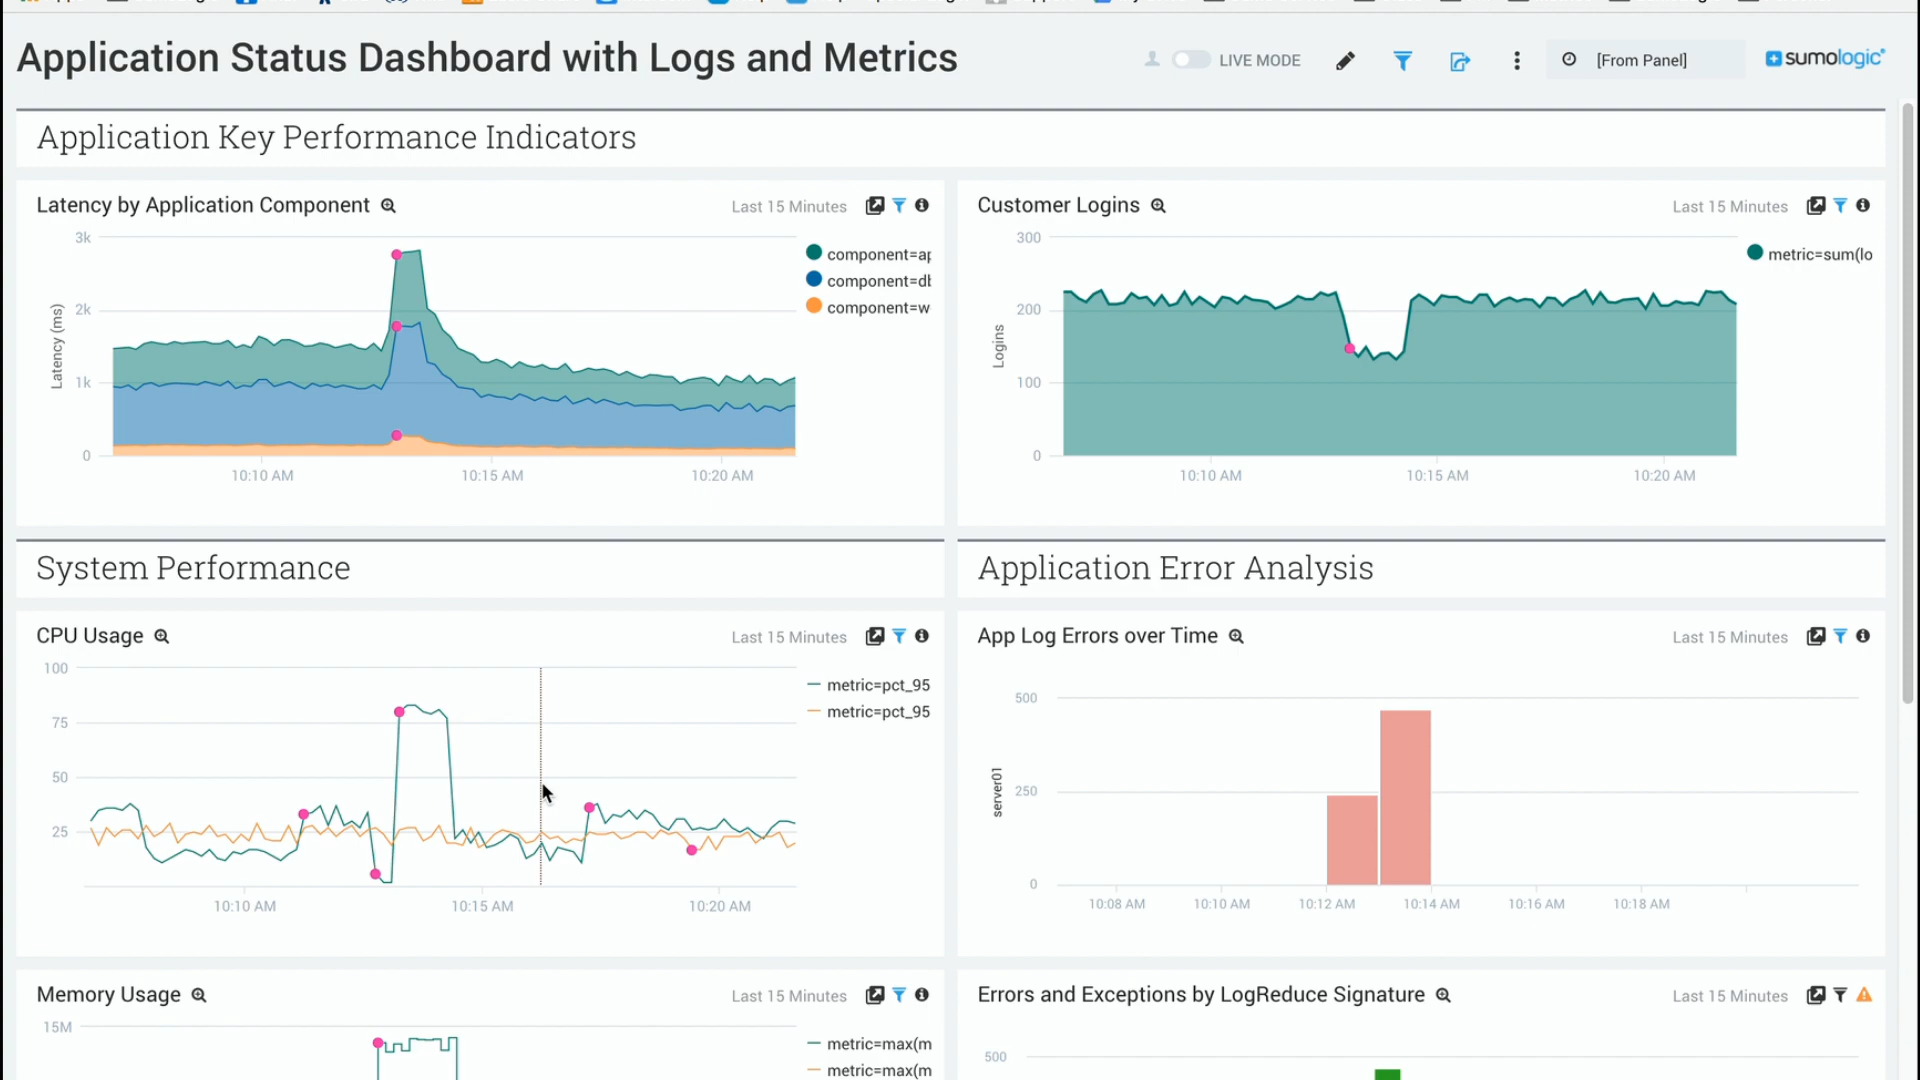 Application Status Dashboard with Logs and Metrics
LIVE MODE
[From Panel]
sumologic
Application Key Performance Indicators
Latency by Application Component
Last 15 Minutes
3k
2k
1k
0
Latency (ms)
10:10 AM
10:15 AM
10:20 AM
component=ap
component=db
component=w
Customer Logins
Last 15 Minutes
300
200
100
0
Logins
10:10 AM
10:15 AM
10:20 AM
metric=sum(lo
System Performance
Application Error Analysis
CPU Usage
Last 15 Minutes
100
75
50
25
10:10 AM
10:15 AM
10:20 AM
metric=pct_95
metric=pct_95
App Log Errors over Time
Last 15 Minutes
500
250
0
server01
10:08 AM
10:10 AM
10:12 AM
10:14 AM
10:16 AM
10:18 AM
Memory Usage
Last 15 Minutes
15M
metric=max(m
metric=max(m
Errors and Exceptions by LogReduce Signature
Last 15 Minutes
500